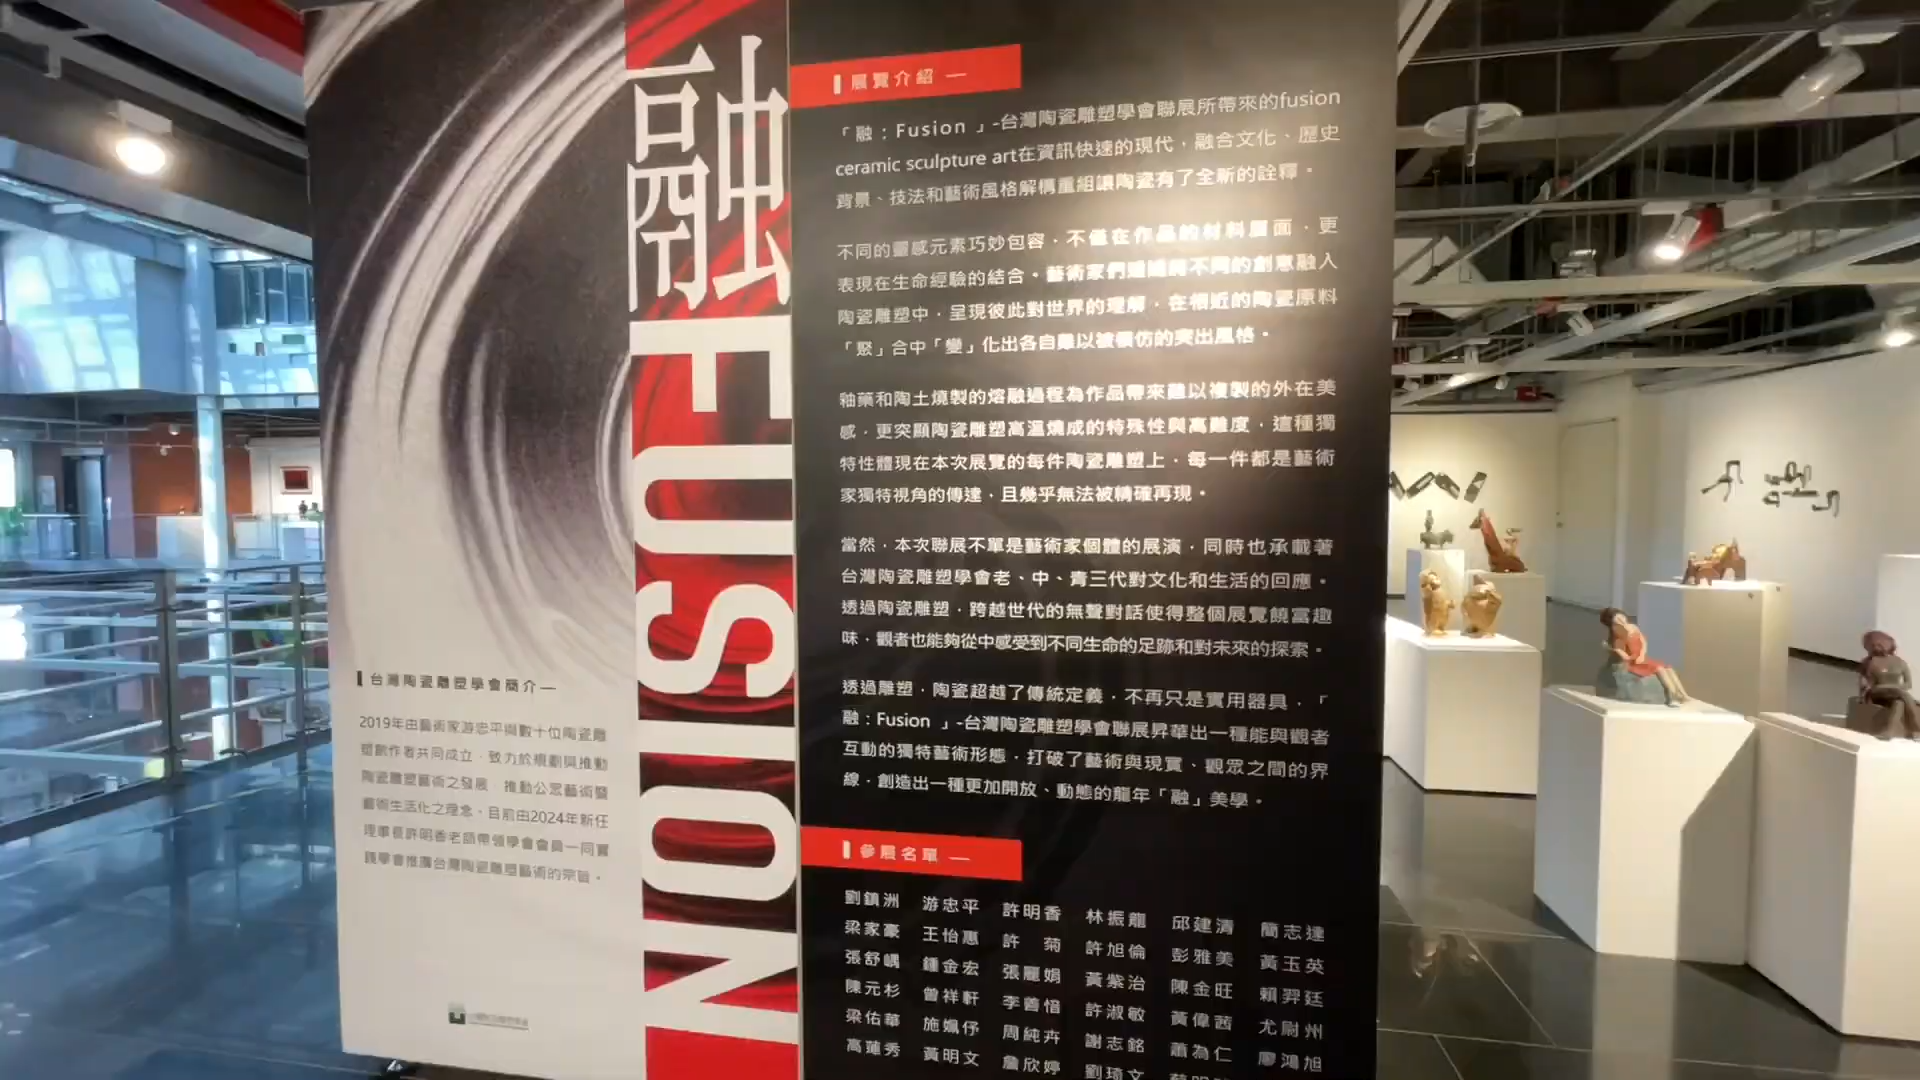 融
FUSION
台灣陶瓷雕塑學會簡介
2019年由藝術家游忠平與數十位陶瓷雕
塑創作者共同成立，致力於規劃與推動
陶瓷雕塑藝術之發展 推動公眾藝術暨
藝術生活化之理念，目前由2024年新任
理事長許明香老師帶領學會會員一同實
踐學會推廣台灣陶瓷雕塑藝術的宗旨。
展覽介紹
「融：Fusion 」-台灣陶瓷雕塑學會聯展所帶來的fusion
ceramic sculpture art在資訊快速的現代，融合文化、歷史
背景、技法和藝術風格解構重組讓陶瓷有了全新的詮釋。
不同的靈感元素巧妙包容，不僅在作品的材料層面，更
表現在生命經驗的結合。藝術家們透過將不同的創意融入
陶瓷雕塑中，呈現彼此對世界的理解，在相近的陶瓷原料
「聚」合中「變」化出各自難以被模仿的突出風格。
釉藥和陶土燒製的熔融過程為作品帶來難以複製的外在美
感，更突顯陶瓷雕塑高溫燒成的特殊性與高難度，這種獨
特性體現在本次展覽的每件陶瓷雕塑上，每一件都是藝術
家獨特視角的傳達，且幾乎無法被精確再現。
當然，本次聯展不單是藝術家個體的展演，同時也承載著
台灣陶瓷雕塑學會老、中、青三代對文化和生活的回應。
透過陶瓷雕塑，跨越世代的無聲對話使得整個展覽饒富趣
味，觀者也能夠從中感受到不同生命的足跡和對未來的探索。
透過雕塑，陶瓷超越了傳統定義，不再只是實用器具，「
融：Fusion 」-台灣陶瓷雕塑學會聯展昇華出一種能與觀者
互動的獨特藝術形態，打破了藝術與現實、觀眾之間的界
線，創造出一種更加開放、動態的龍年「融」美學。
參展名單
劉鎮洲 游忠平 許明香 林振龍 邱建清 簡志達
梁家豪 王怡惠 許 菊 許旭倫 彭雅美 黃玉英
張舒嵎 鍾金宏 張龐娟 黃紫治 陳金旺 賴羿廷
陳元杉 曾祥軒 李善愔 許淑敏 黃偉茜 尤尉州
梁佑華 施姵伃 周純卉 謝志銘 蕭為仁 廖鴻旭
高蓮秀 黃明文 詹欣婷 劉琦文